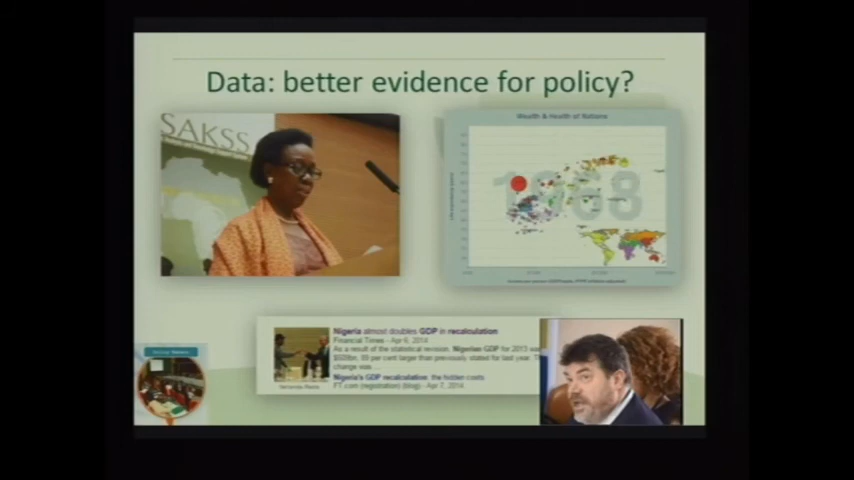 Data: better evidence for policy?
SAKSS
Wealth & Health of Nations
1968
Nigeria almost doubles GDP in recalculation
Financial Times - Apr 6, 2014
As a result of the statistical revision, Nigerian GDP for 2013 was
89 per cent larger than previously stated for last year.
change was...
Nigeria's GDP recalculation: the hidden costs
FT.com (registration) (blog) - Apr 7, 2014